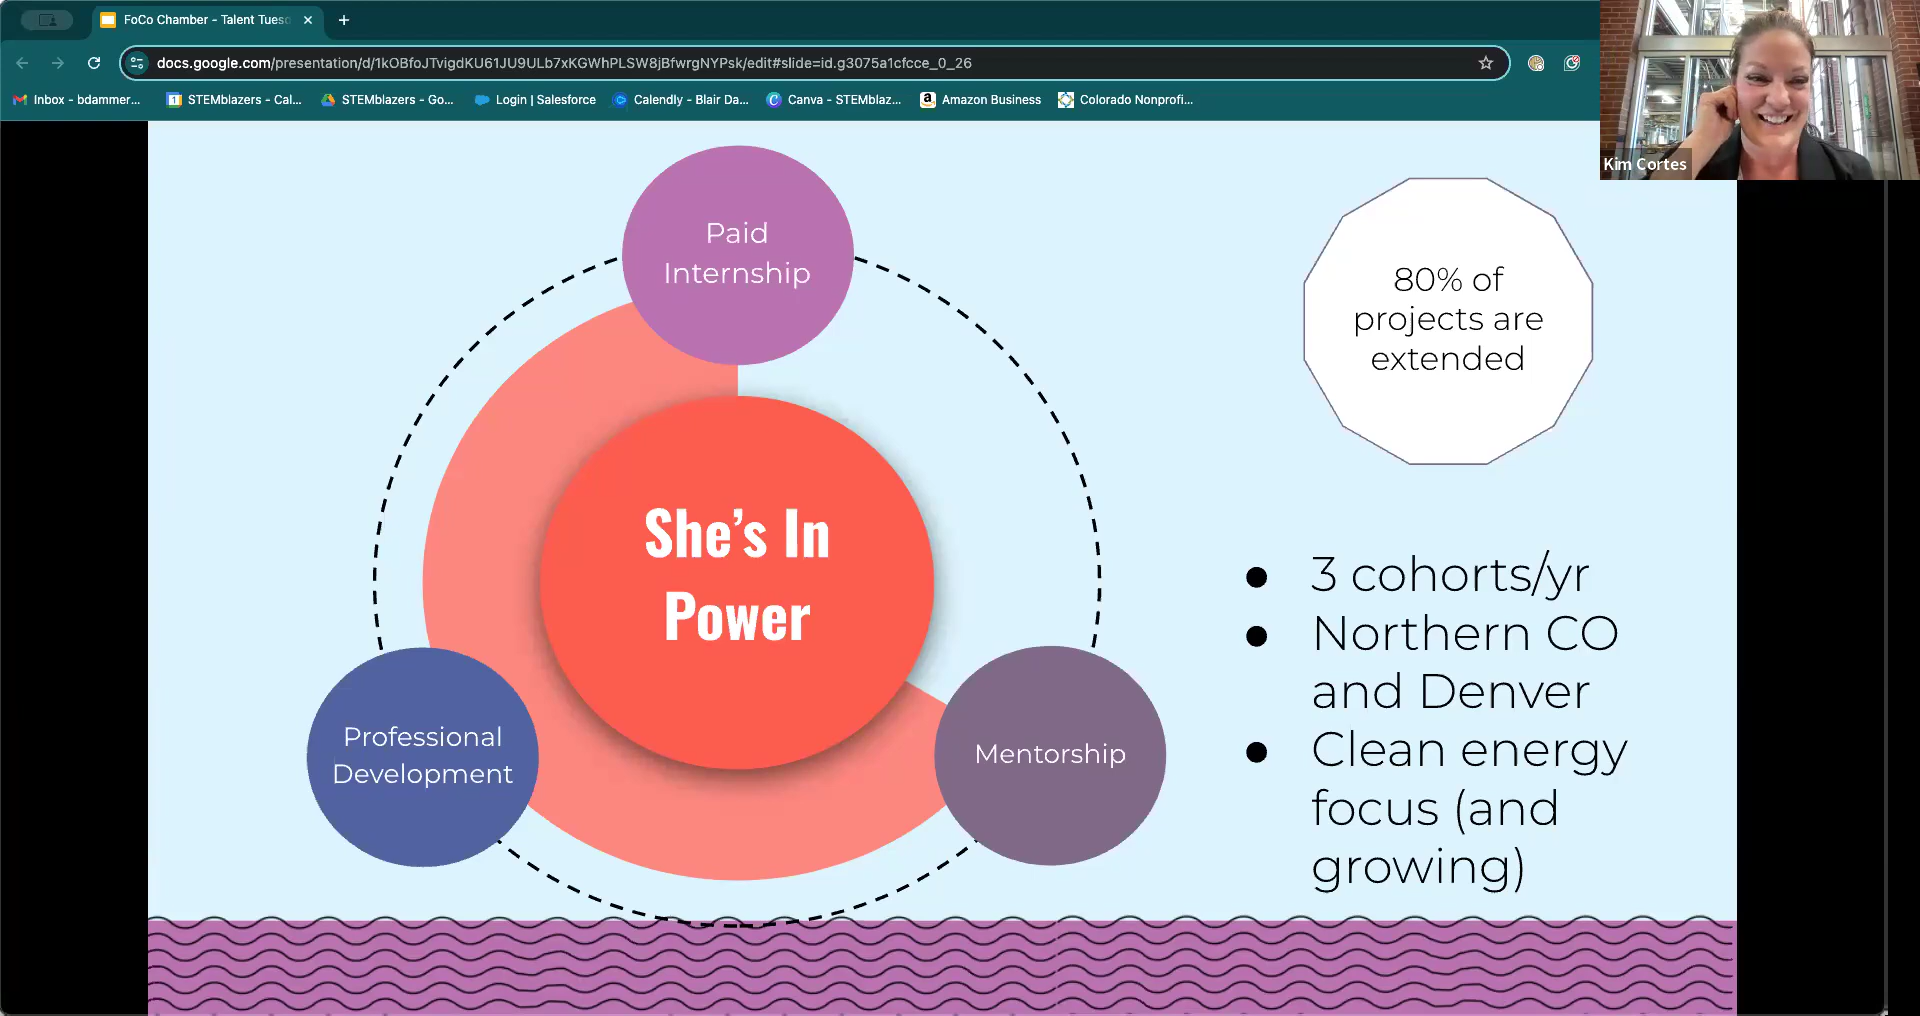 FoCo Chamber - Talent Tuesd
docs.google.com/presentation/d/1kOBfoJTvigdKU61JU9ULb7xKGWhPLSW8jBfwrgNYPsk/edit#slide=id.g3075a1cfcce_0_26
Inbox - bdammer...
STEMblazers - Cal...
STEMblazers - Go...
Login | Salesforce
Calendly - Blair Da...
Canva - STEMblaz...
Amazon Business
Colorado Nonprofi...
Kim Cortes
Paid
Internship
80% of
projects are
extended
She's In
Power
Professional
Development
Mentorship
● 3 cohorts/yr
● Northern CO
and Denver
● Clean energy
focus (and
growing)